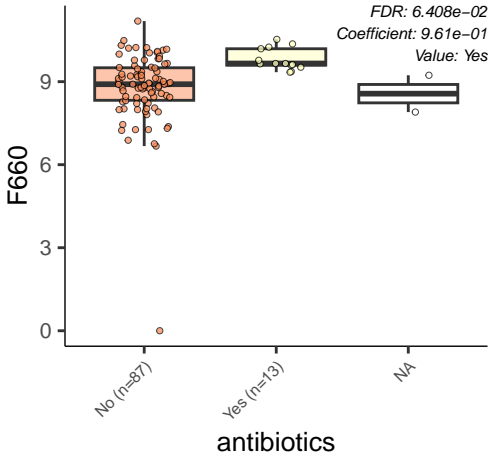 FDR: 6.408e−02
Coefficient: 9.61e−01
Value: Yes
F660
9
6
3
0
No (n=87)
Yes (n=13)
NA
antibiotics